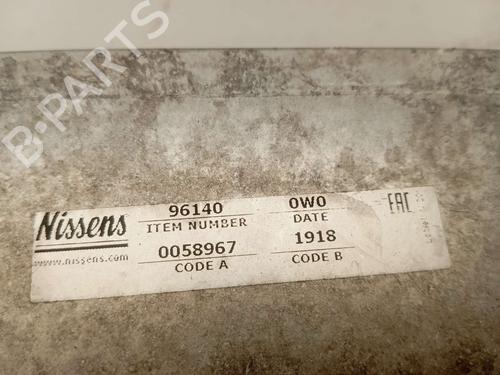 B-PARTS
Nissens
www.nissens.com
96140 0W0
ITEM NUMBER DATE
0058967 1918
CODE A CODE B
EAC